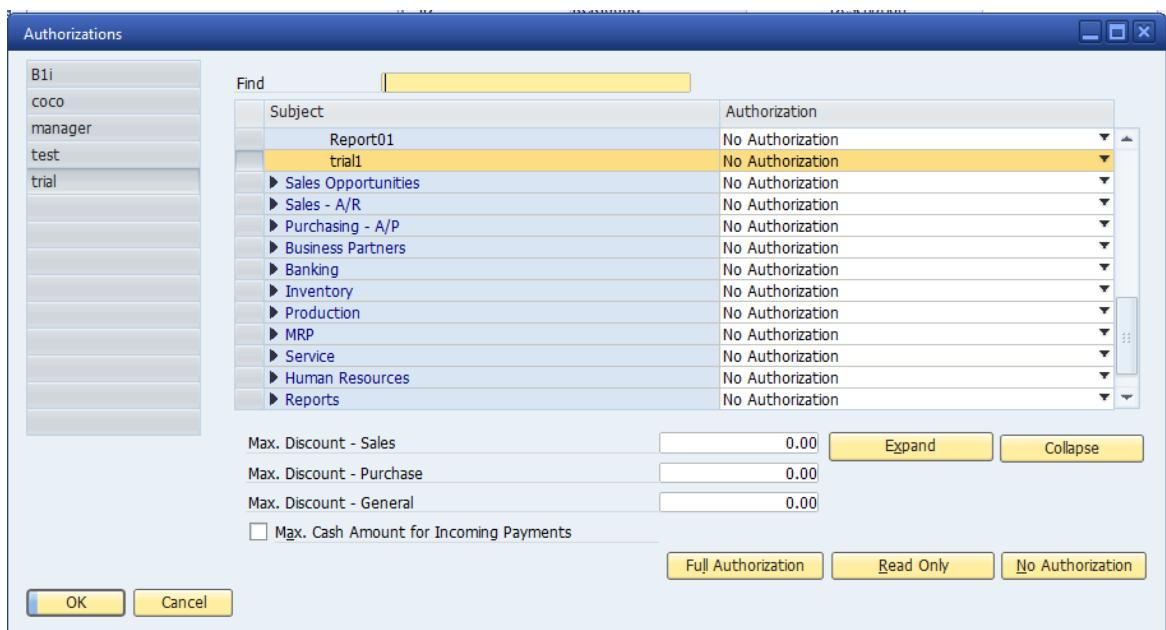 Authorizations
B1i
coco
manager
test
trial
Find
Subject Authorization
Report01 No Authorization
trial1 No Authorization
Sales Opportunities No Authorization
Sales - A/R No Authorization
Purchasing - A/P No Authorization
Business Partners No Authorization
Banking No Authorization
Inventory No Authorization
Production No Authorization
MRP No Authorization
Service No Authorization
Human Resources No Authorization
Reports No Authorization
Max. Discount - Sales 0.00 Expand Collapse
Max. Discount - Purchase 0.00
Max. Discount - General 0.00
Max. Cash Amount for Incoming Payments
Full Authorization Read Only No Authorization
OK Cancel